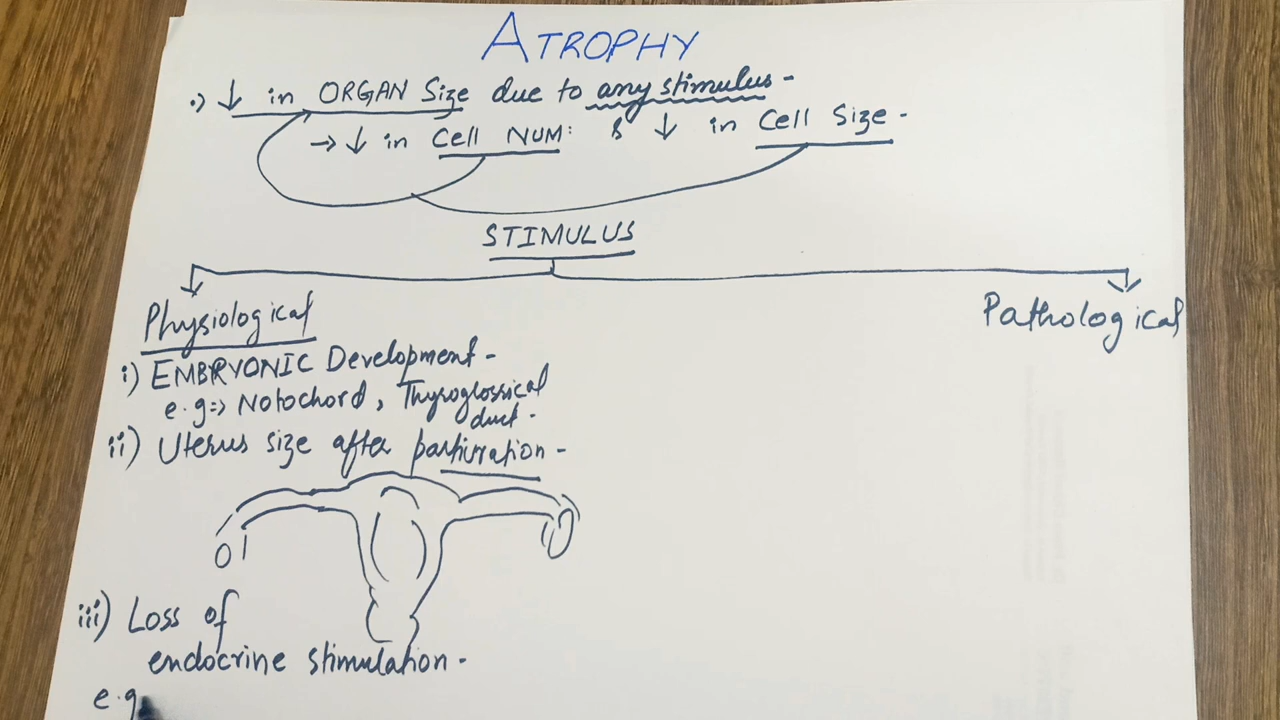 ATROPHY
.) ↓ in ORGAN Size due to any stimulus -
→ ↓ in Cell NUM: & ↓ in Cell Size.
STIMULUS
Physiological
Pathological
i) EMBRYONIC Development -
e.g => Notochord, Thyroglossical
duct.
ii) Uterus size after partiuration -
iii) Loss of
endocrine stimulation.
e.g